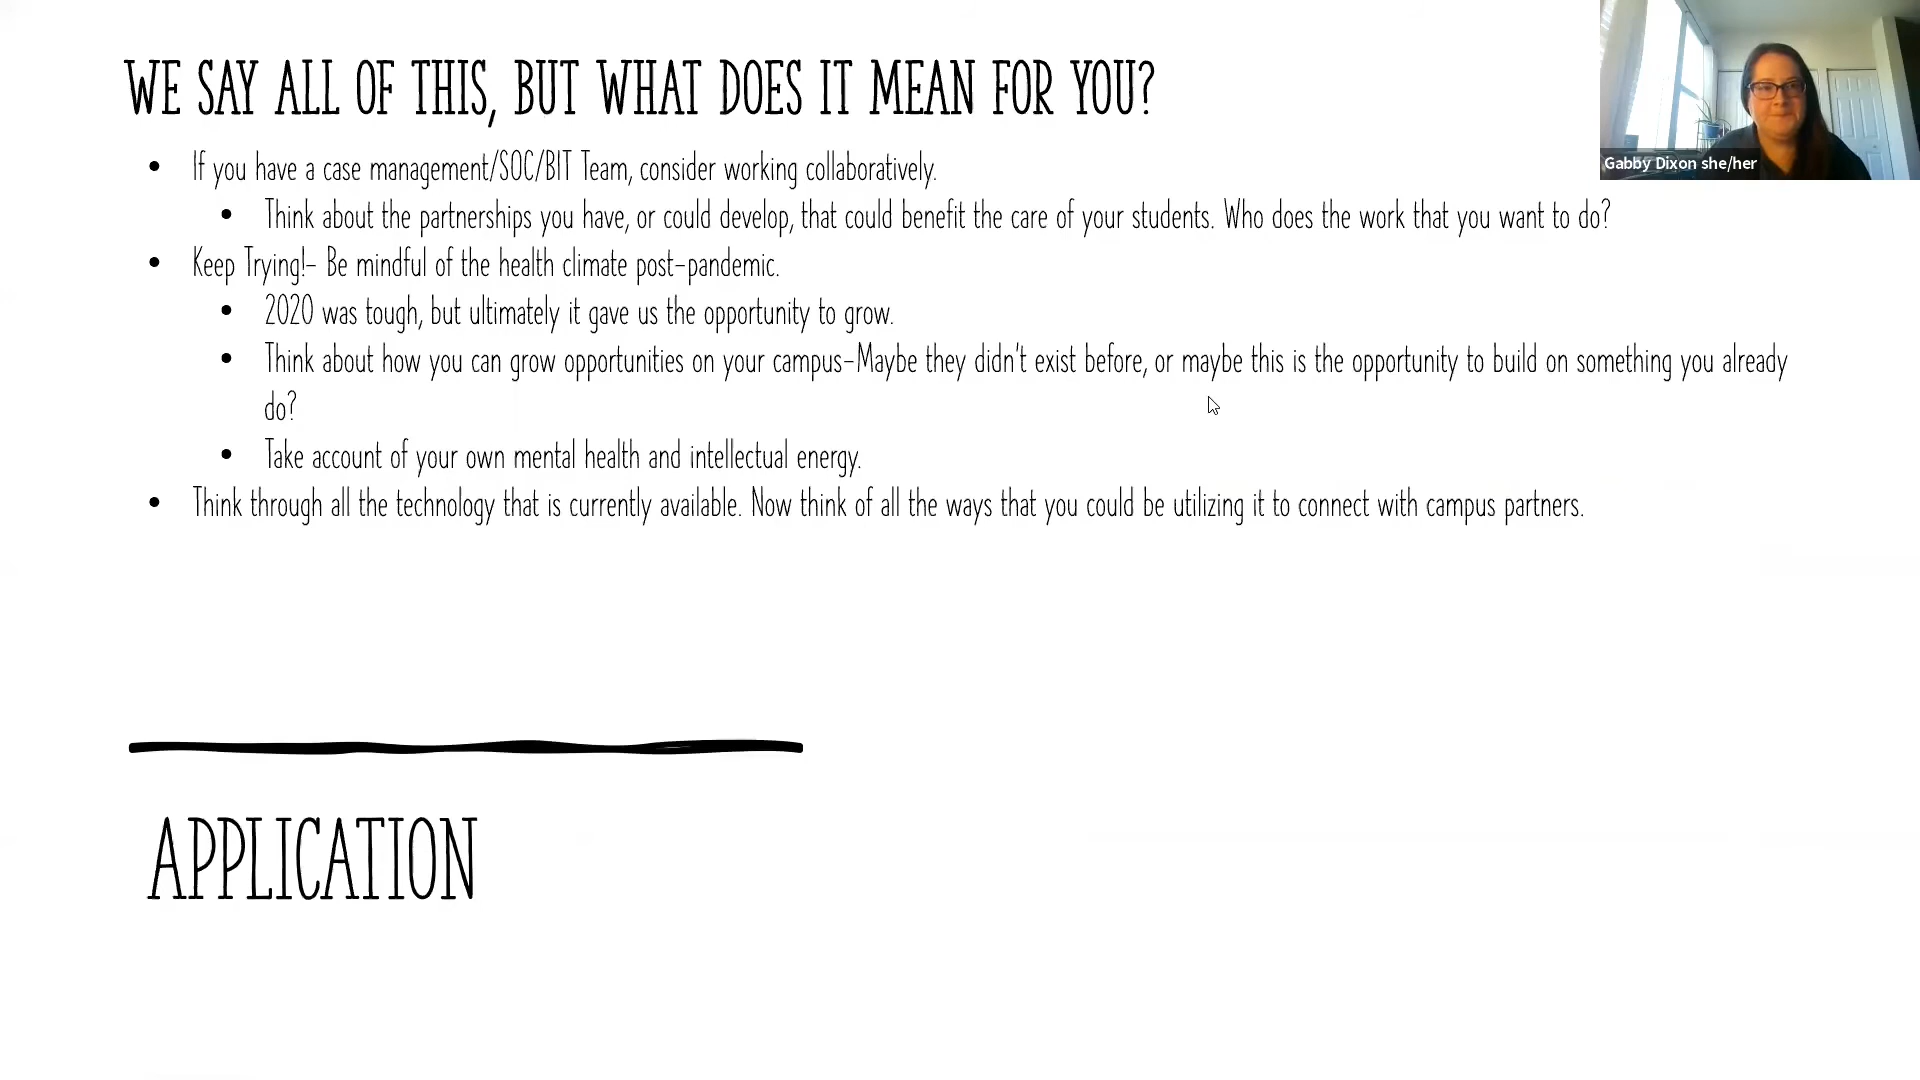 WE SAY ALL OF THIS, BUT WHAT DOES IT MEAN FOR YOU?
Gabby Dixon she/her
• If you have a case management/SOC/BIT Team, consider working collaboratively.
• Think about the partnerships you have, or could develop, that could benefit the care of your students. Who does the work that you want to do?
• Keep Trying!- Be mindful of the health climate post-pandemic.
• 2020 was tough, but ultimately it gave us the opportunity to grow.
• Think about how you can grow opportunities on your campus-Maybe they didn't exist before, or maybe this is the opportunity to build on something you already
do?
• Take account of your own mental health and intellectual energy.
• Think through all the technology that is currently available. Now think of all the ways that you could be utilizing it to connect with campus partners.
APPLICATION